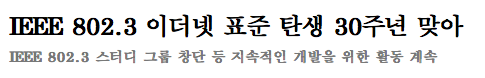 IEEE 802.3 이더넷 표준 탄생 30주년 맞아
IEEE 802.3 스터디 그룹 창단 등 지속적인 개발을 위한 활동 계속